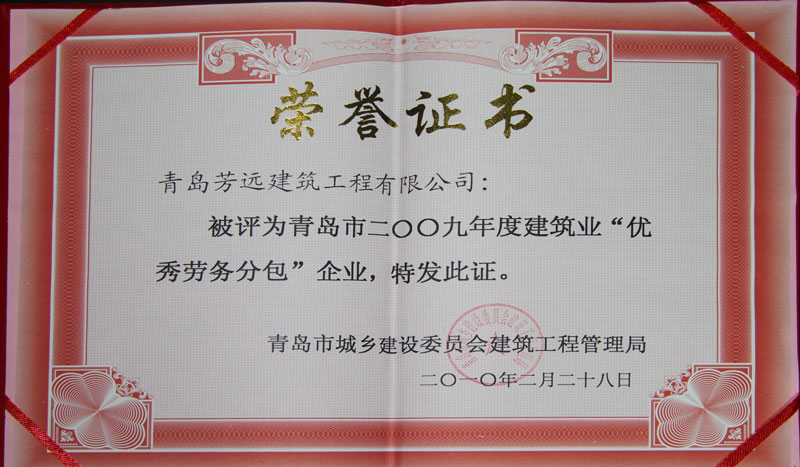 荣誉证书
青岛芳远建筑工程有限公司：
被评为青岛市二〇〇九年度建筑业“优
秀劳务分包”企业，特发此证。
青岛市城乡建设委员会建筑工程管理局
二〇一〇年二月二十八日